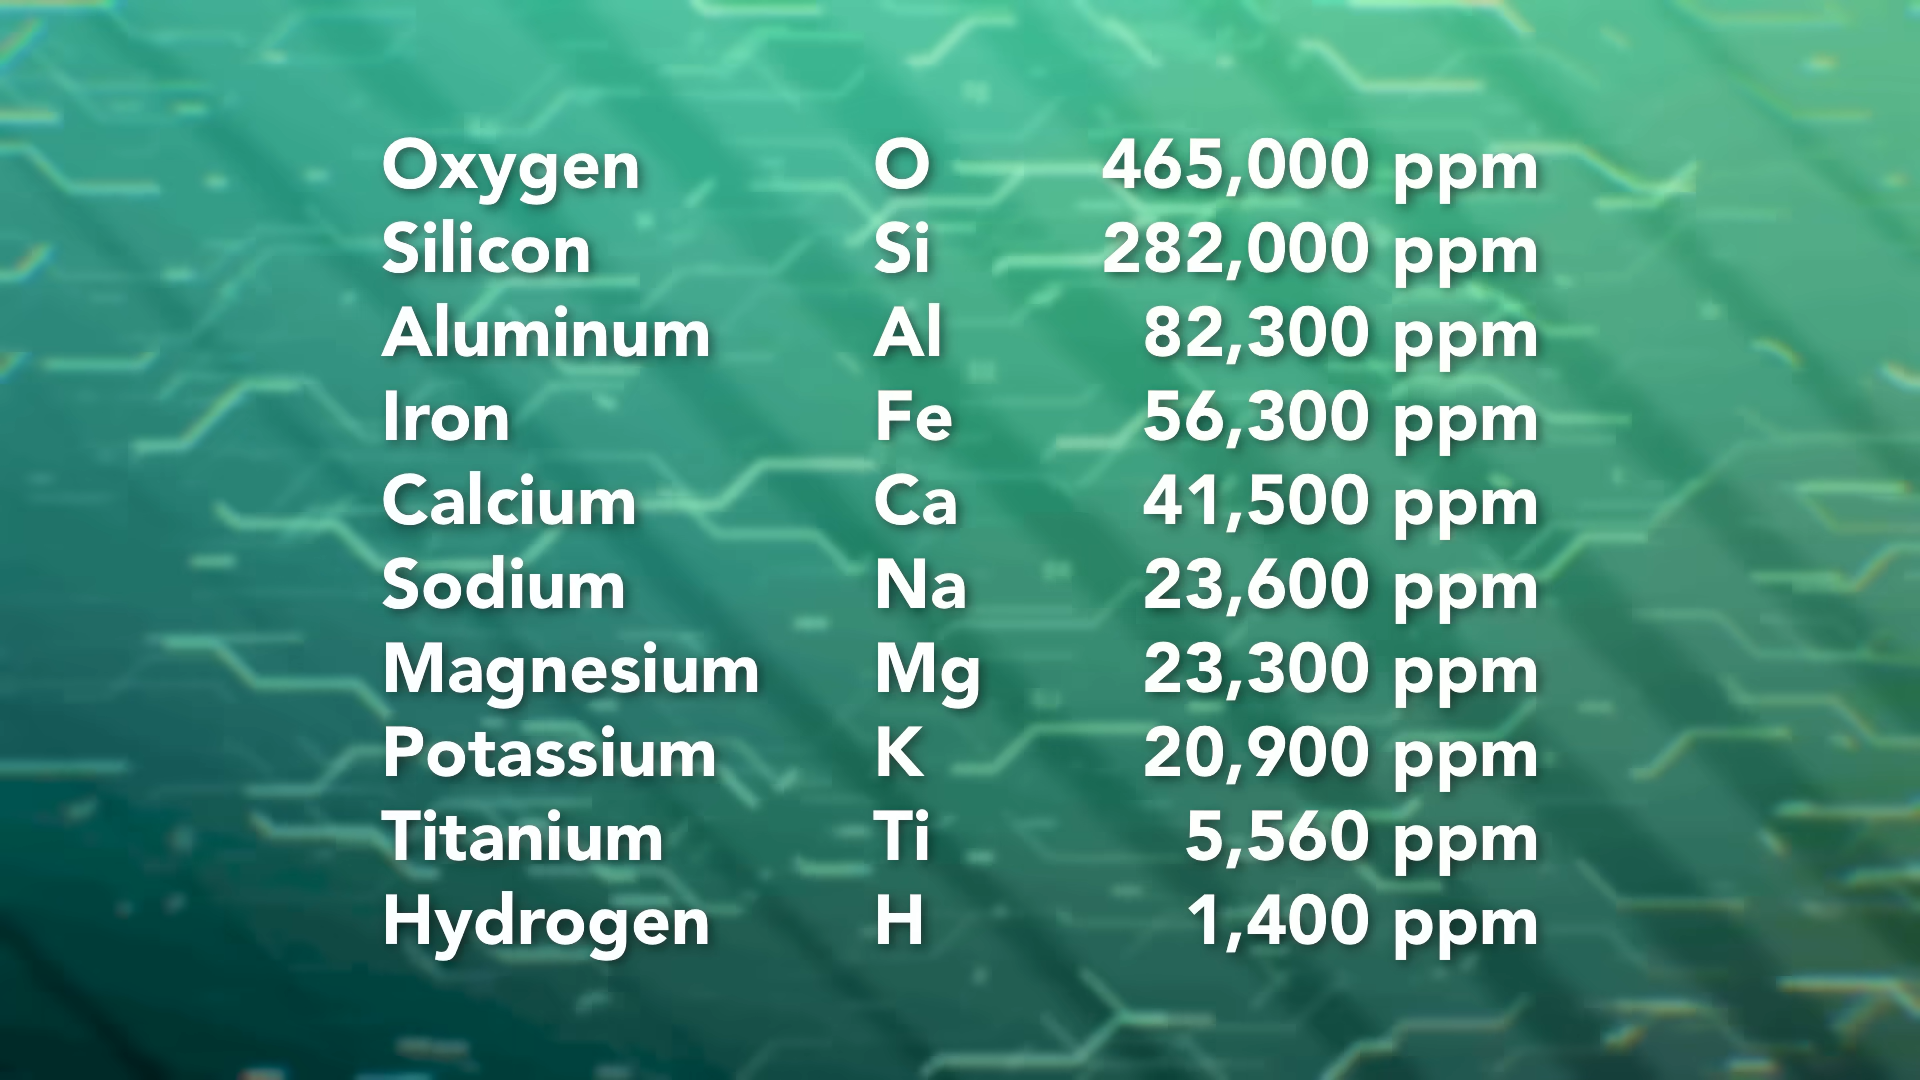 Oxygen O 465,000 ppm
Silicon Si 282,000 ppm
Aluminum Al 82,300 ppm
Iron Fe 56,300 ppm
Calcium Ca 41,500 ppm
Sodium Na 23,600 ppm
Magnesium Mg 23,300 ppm
Potassium K 20,900 ppm
Titanium Ti 5,560 ppm
Hydrogen H 1,400 ppm